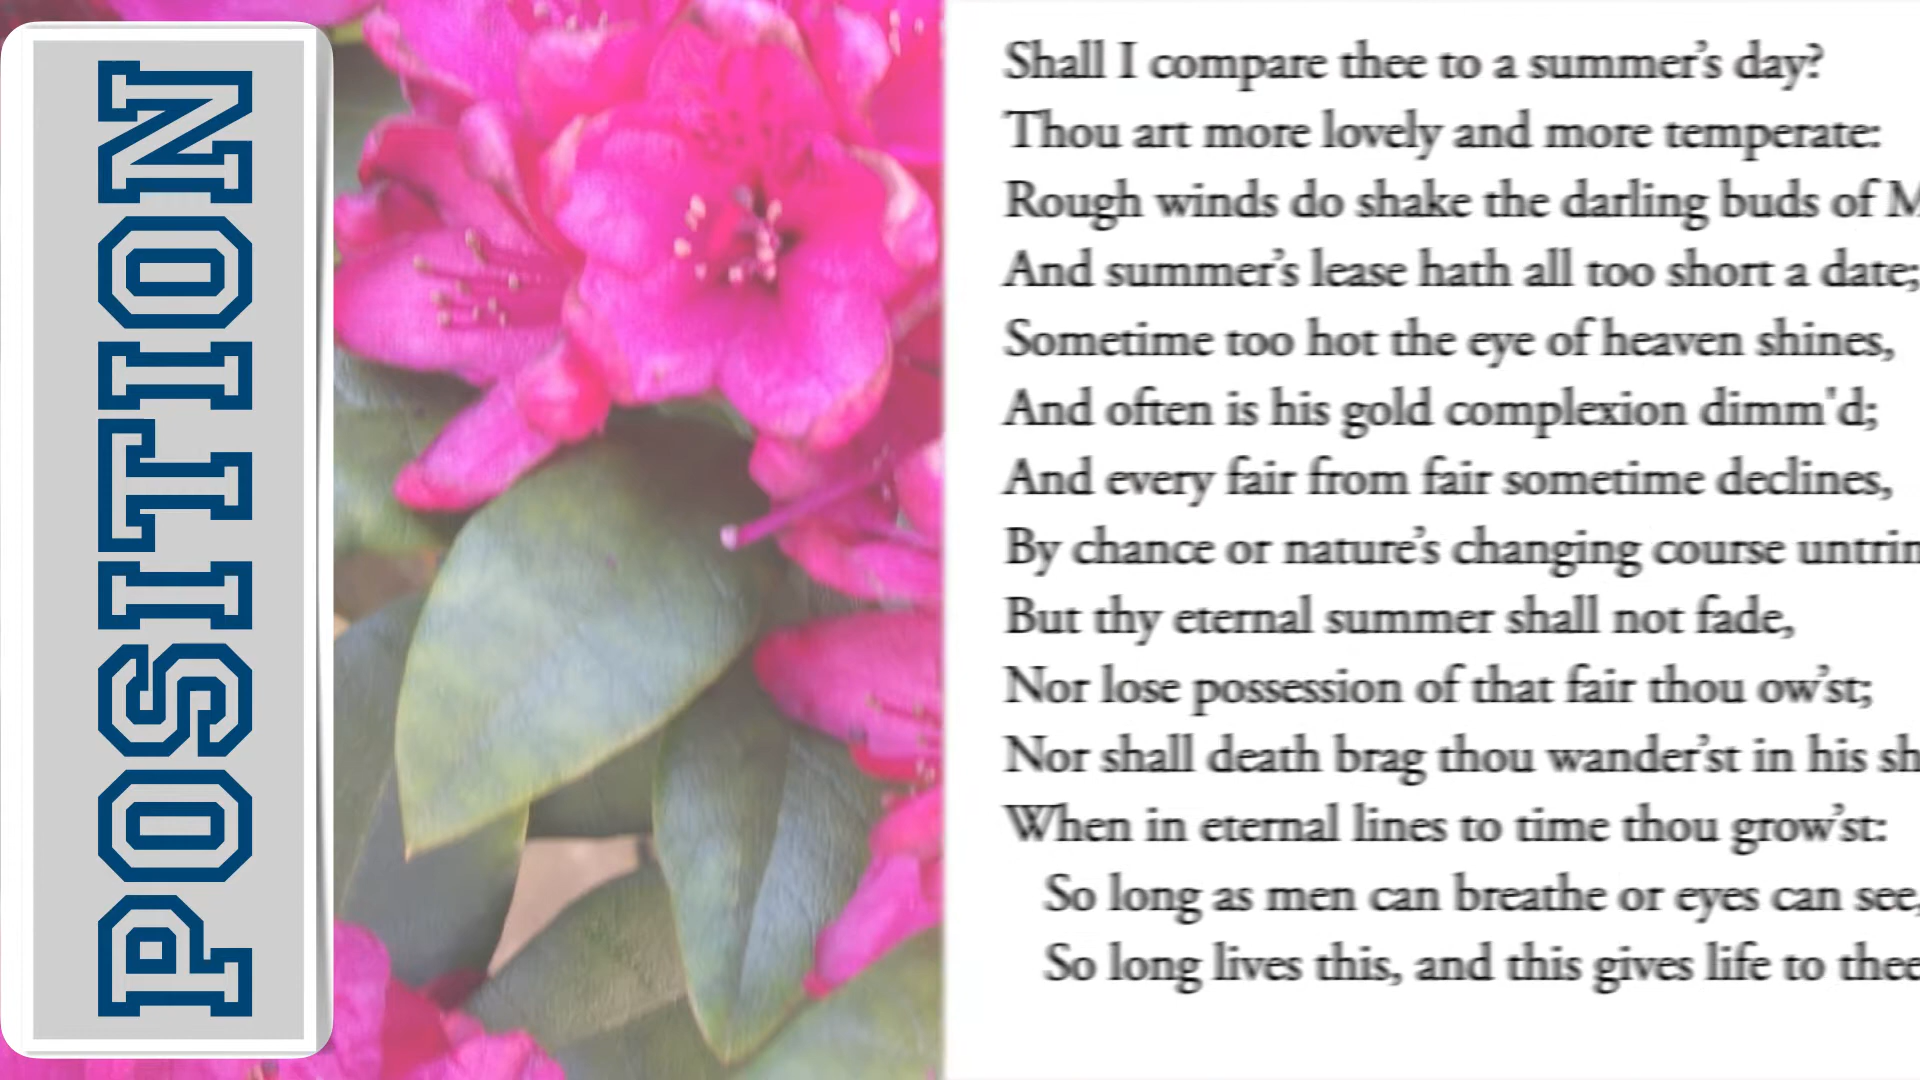 POSITION
Shall I compare thee to a summer’s day?
Thou art more lovely and more temperate:
Rough winds do shake the darling buds of
And summer’s lease hath all too short a date;
Sometime too hot the eye of heaven shines,
And often is his gold complexion dimm'd;
And every fair from fair sometime declines,
By chance or nature’s changing course
But thy eternal summer shall not fade,
Nor lose possession of that fair thou ow’st;
Nor shall death brag thou wander’st in his
When in eternal lines to time thou grow’st:
So long as men can breathe or eyes can see,
So long lives this, and this gives life to thee